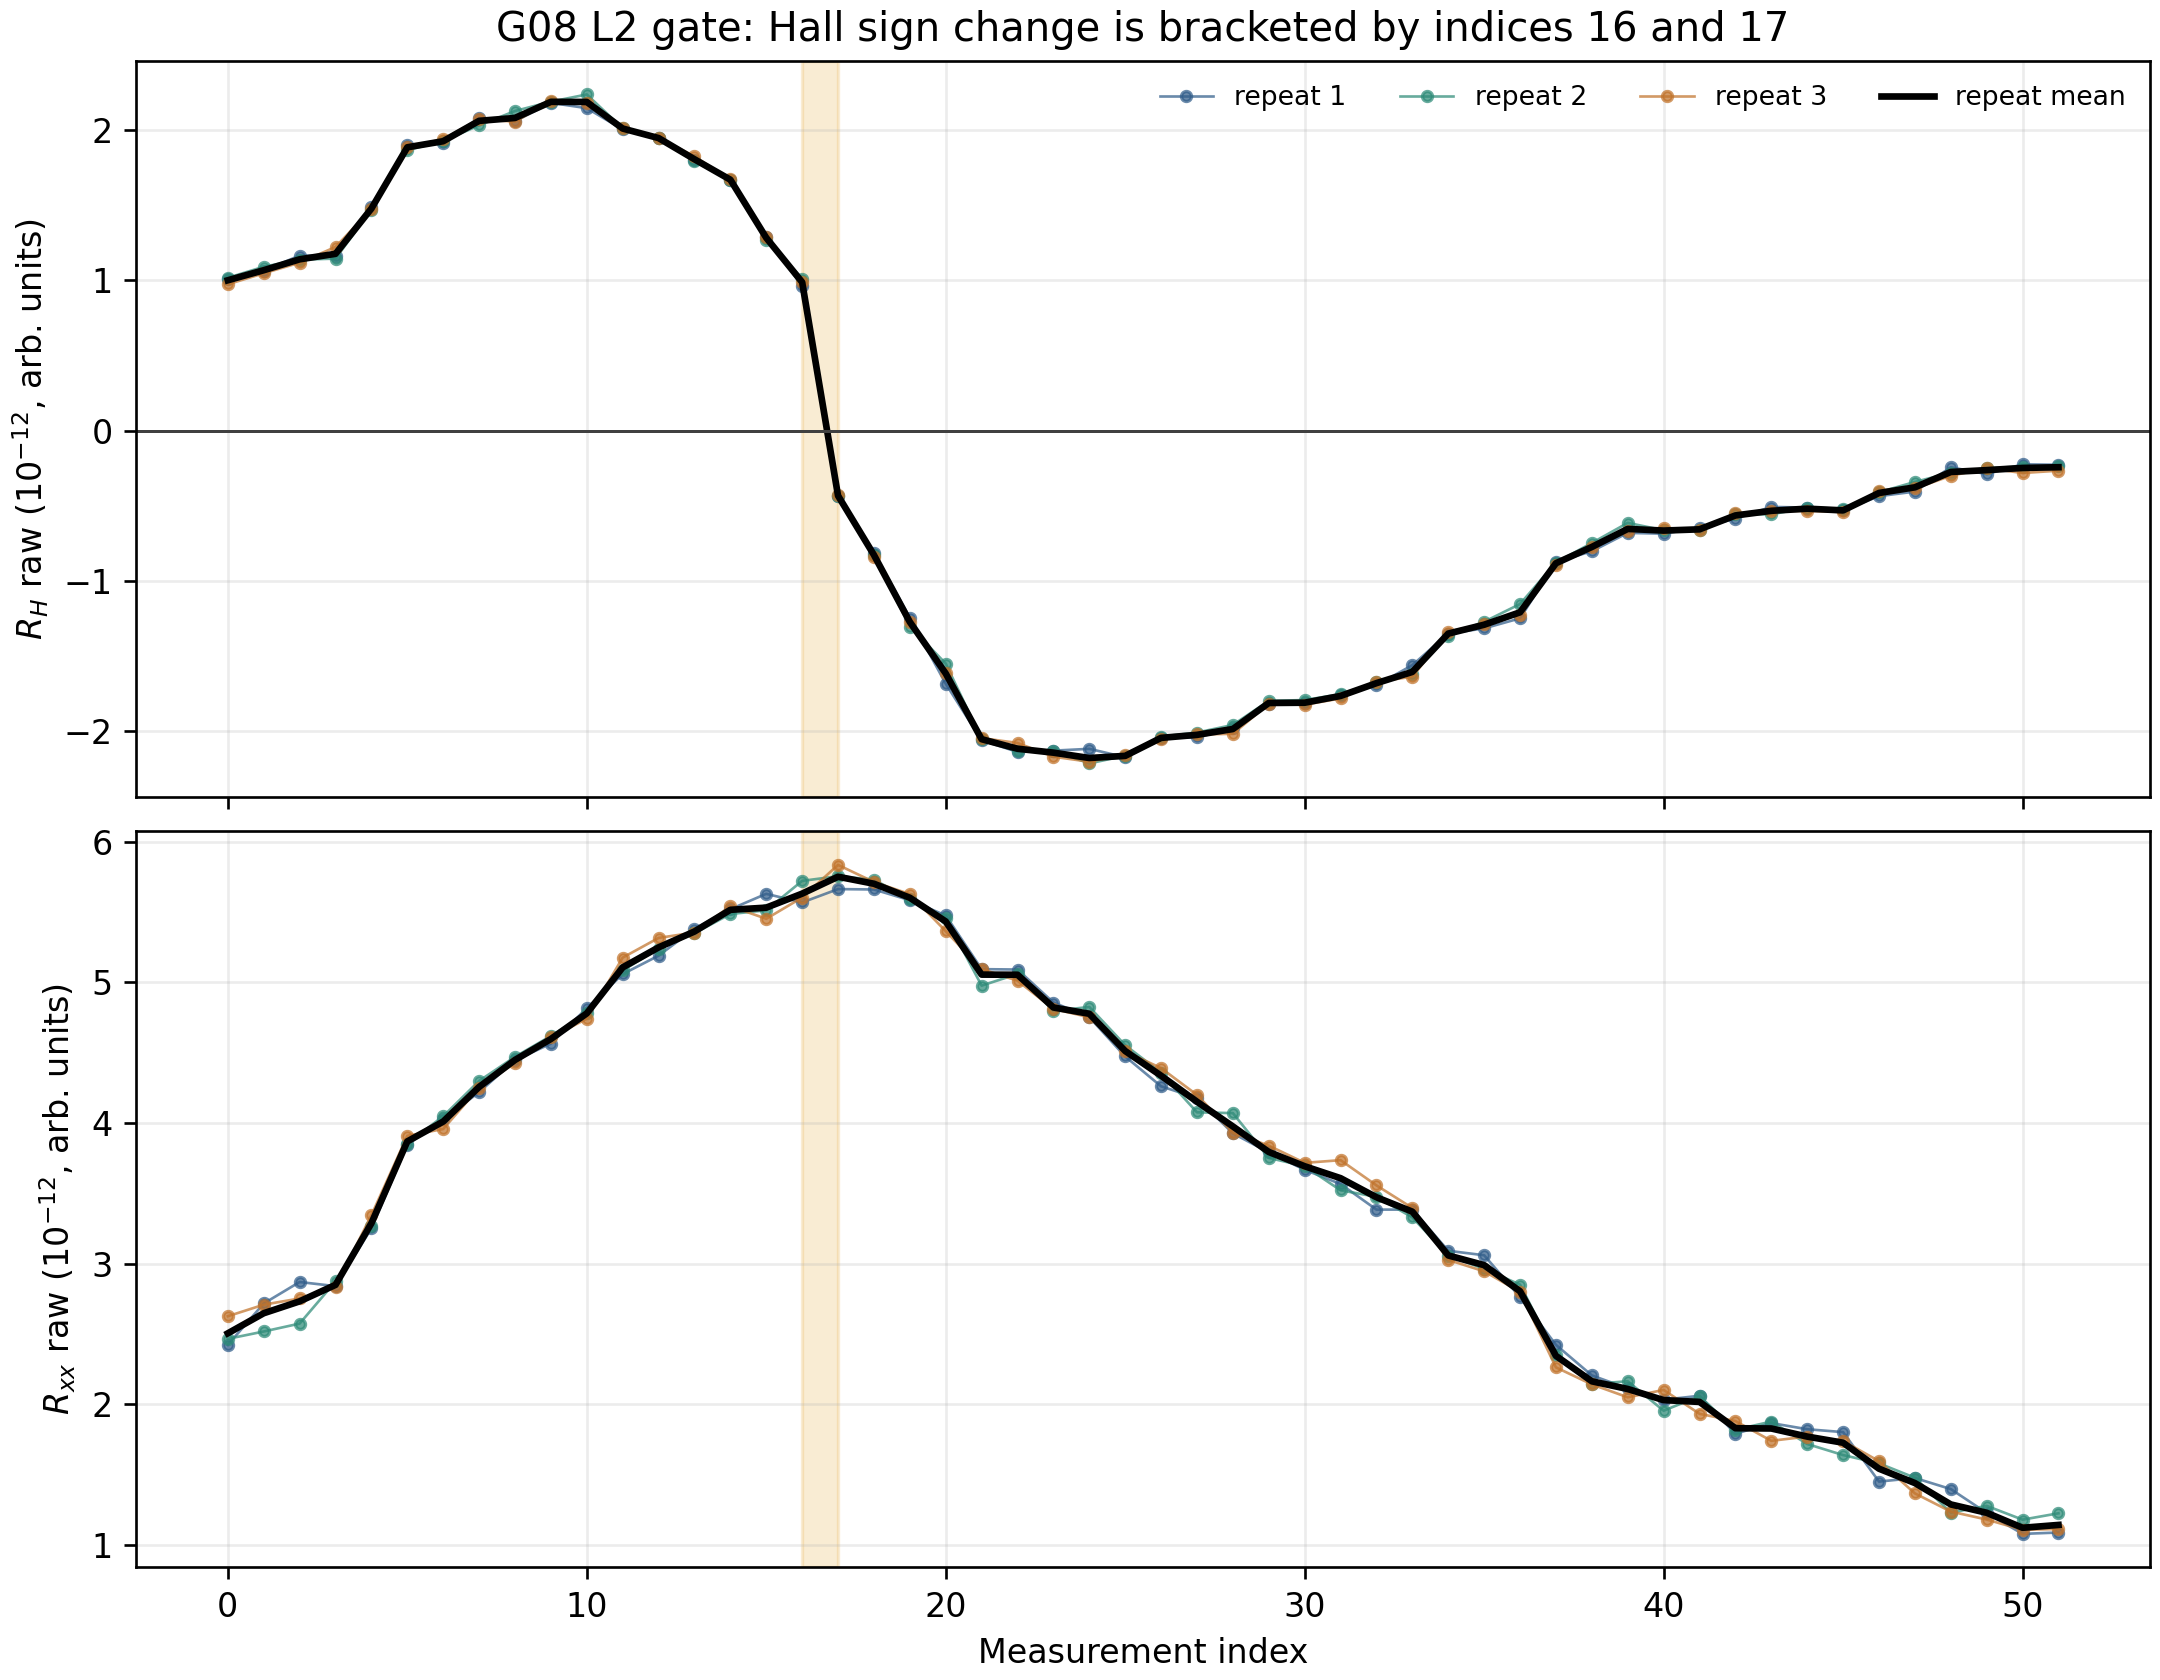 G08 L2 gate: Hall sign change is bracketed by indices 16 and 17
repeat 1 repeat 2 repeat 3 repeat mean
2
1
0
−1
−2
R_H raw (10⁻¹², arb. units)
6
5
4
3
2
1
R_xx raw (10⁻¹², arb. units)
0 10 20 30 40 50
Measurement index